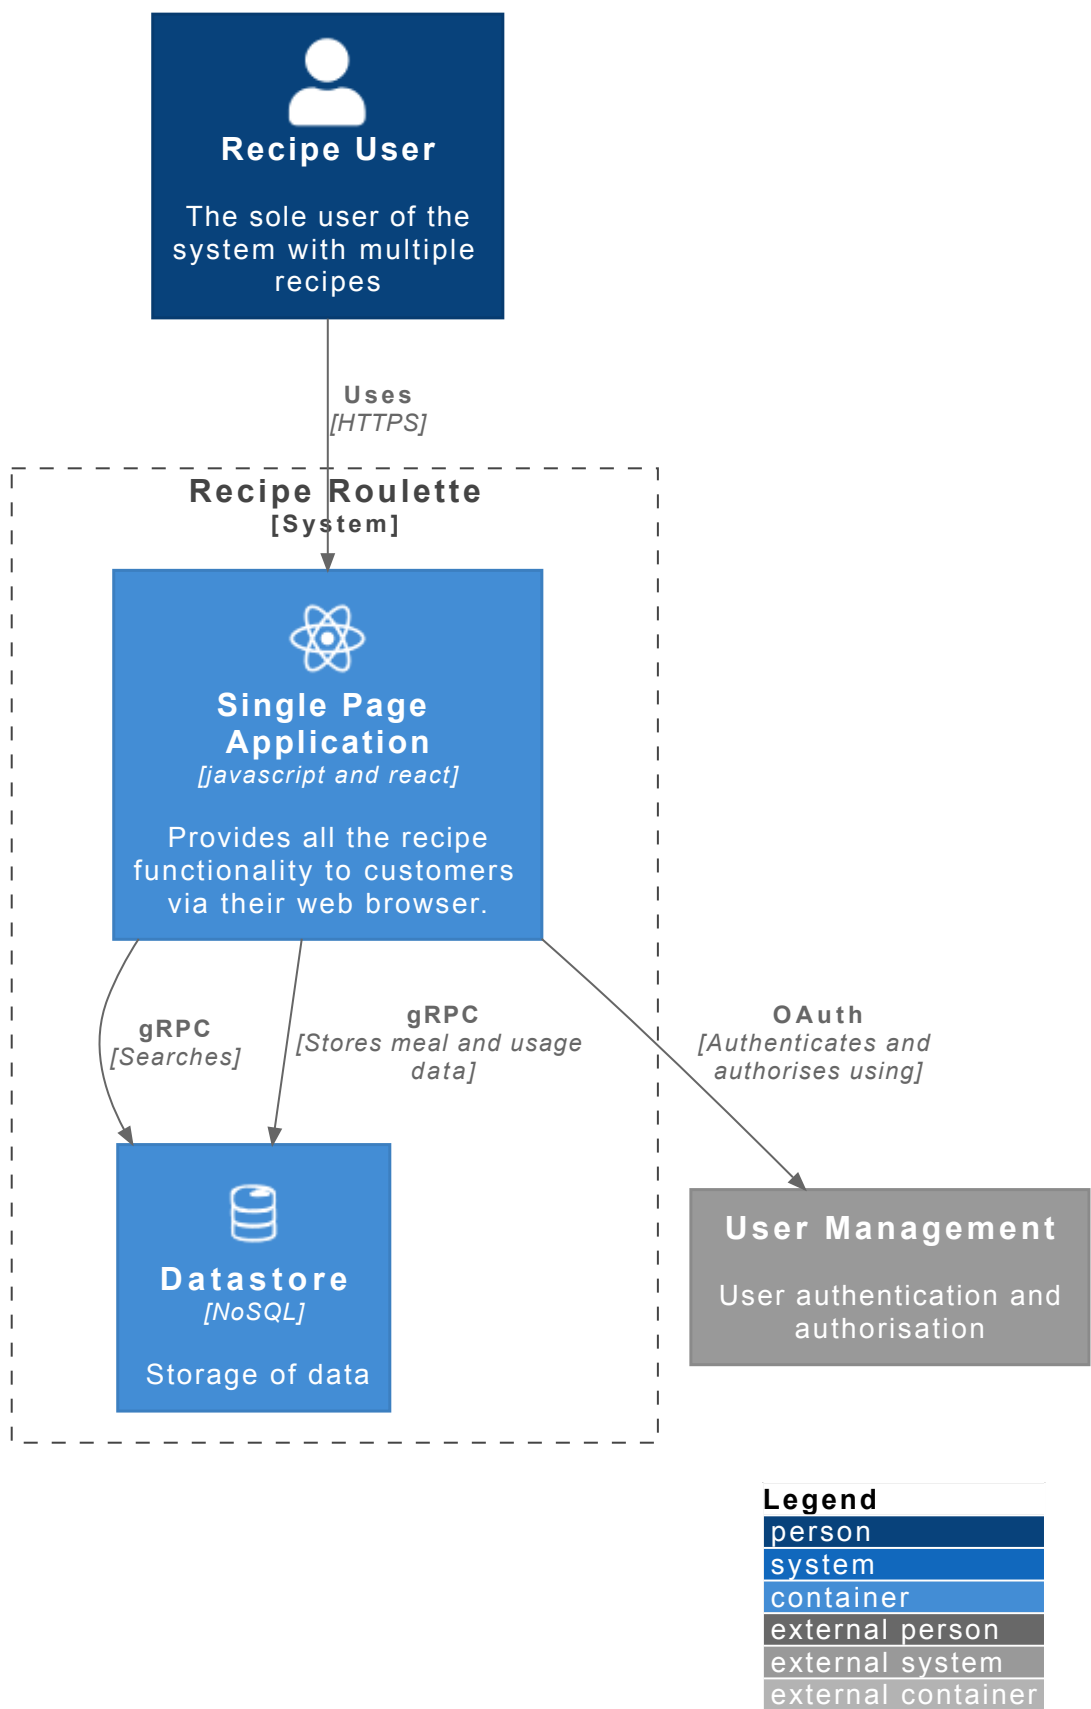 Recipe User
The sole user of the
system with multiple
recipes
Uses
[HTTPS]
Recipe Roulette
[System]
Single Page
Application
[javascript and react]
Provides all the recipe
functionality to customers
via their web browser.
gRPC
[Searches]
gRPC
[Stores meal and usage
data]
OAuth
[Authenticates and
authorises using]
Datastore
[NoSQL]
Storage of data
User Management
User authentication and
authorisation
Legend
person
system
container
external person
external system
external container